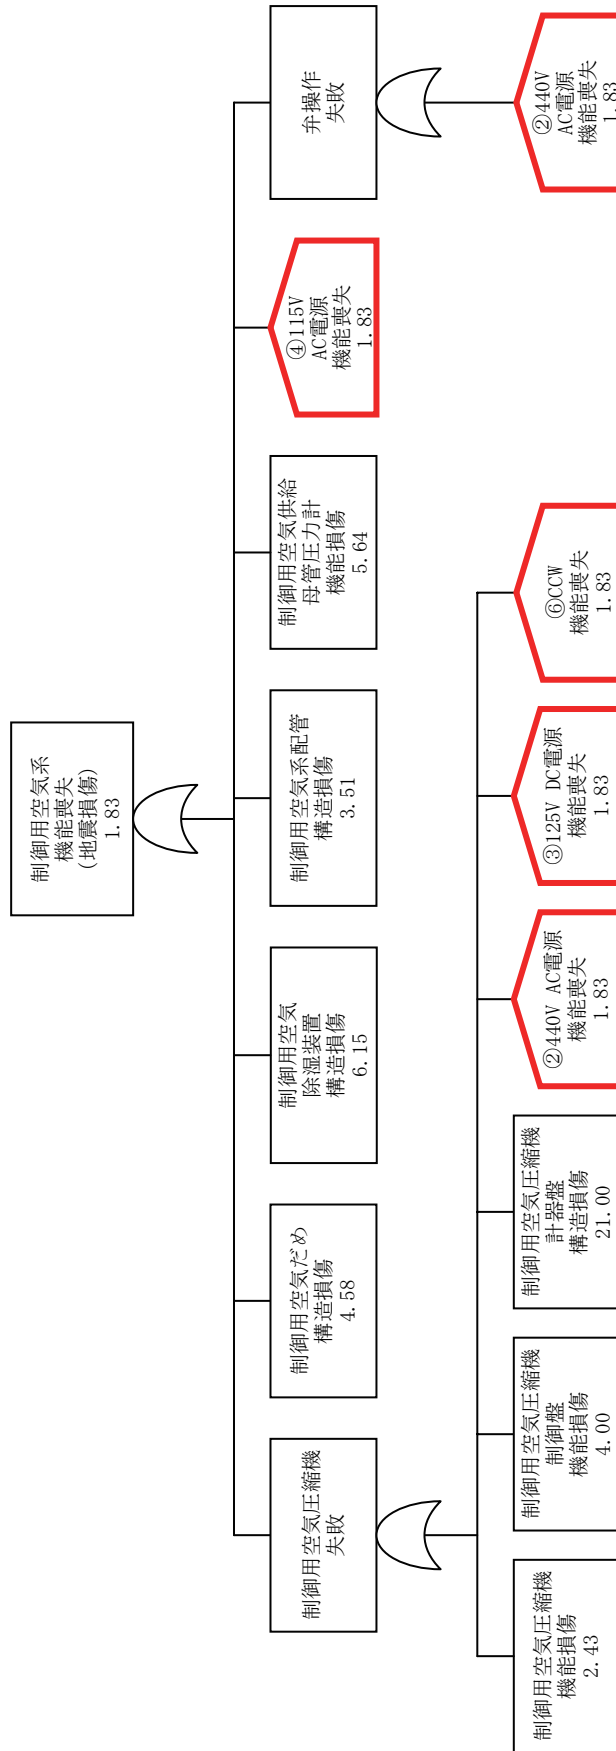 制御用空気系
機能喪失
(地震損傷)
1.83
制御用空気圧縮機
失敗
制御用空気だめ
構造損傷
4.58
制御用空気
除湿装置
構造損傷
6.15
制御用空気系配管
構造損傷
3.51
制御用空気供給
母管圧力計
機能損傷
5.64
④115V
AC電源
機能喪失
1.83
弁操作
失敗
制御用空気圧縮機
機能損傷
2.43
制御用空気圧縮機
制御盤
機能損傷
4.00
制御用空気圧縮機
計器盤
構造損傷
21.00
②440V AC電源
機能喪失
1.83
③125V DC電源
機能喪失
1.83
⑥CCW
機能喪失
1.83
②440V
AC電源
機能喪失
1.83